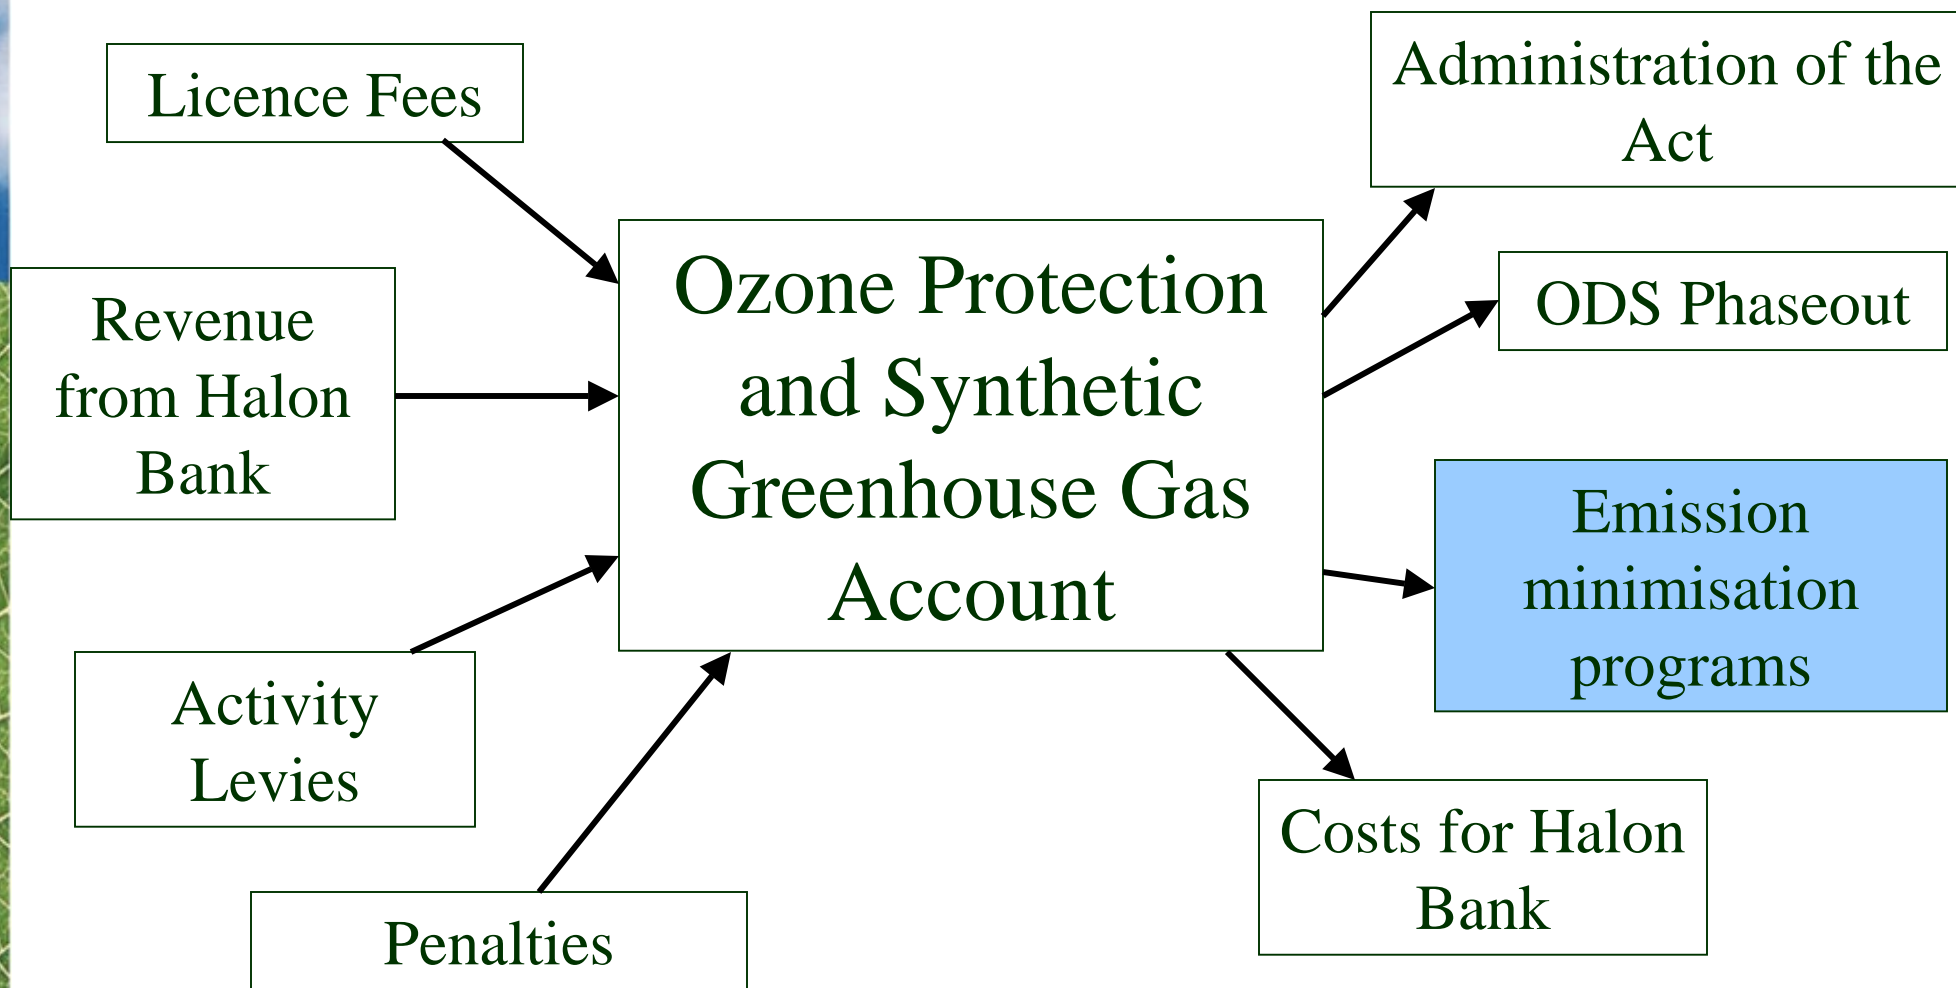 Licence Fees
Revenue
from Halon
Bank
Activity
Levies
Penalties
Ozone Protection
and Synthetic
Greenhouse Gas
Account
Administration of the
Act
ODS Phaseout
Emission
minimisation
programs
Costs for Halon
Bank